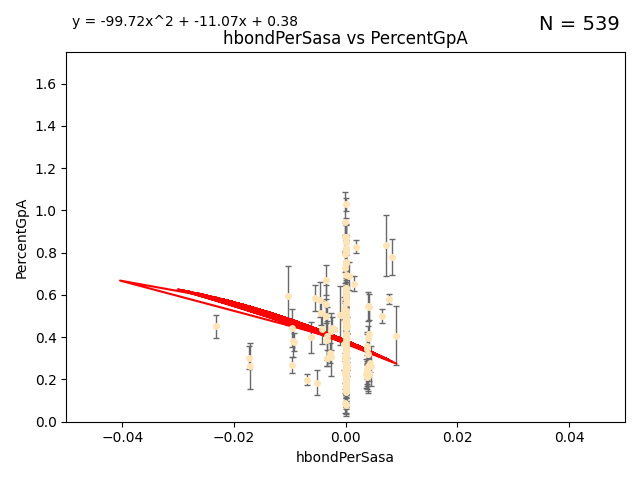 y = -99.72x^2 + -11.07x + 0.38
N = 539
hbondPerSasa vs PercentGpA
PercentGpA
1.6
1.4
1.2
1.0
0.8
0.6
0.4
0.2
0.0
−0.04 −0.02 0.00 0.02 0.04
hbondPerSasa